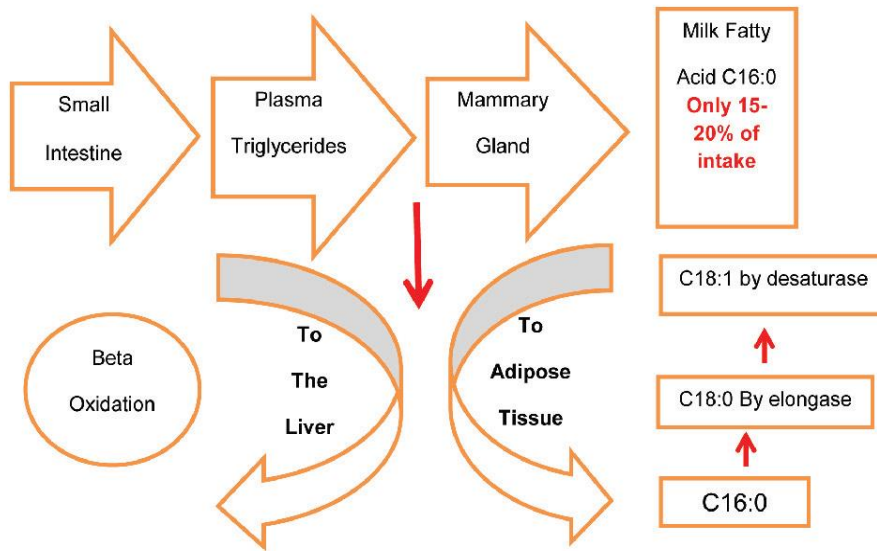 Small
Intestine
Plasma
Triglycerides
Mammary
Gland
Milk Fatty
Acid C16:0
Only 15-
20% of
intake
Beta
Oxidation
To
The
Liver
To
Adipose
Tissue
C18:1 by desaturase
C18:0 By elongase
C16:0